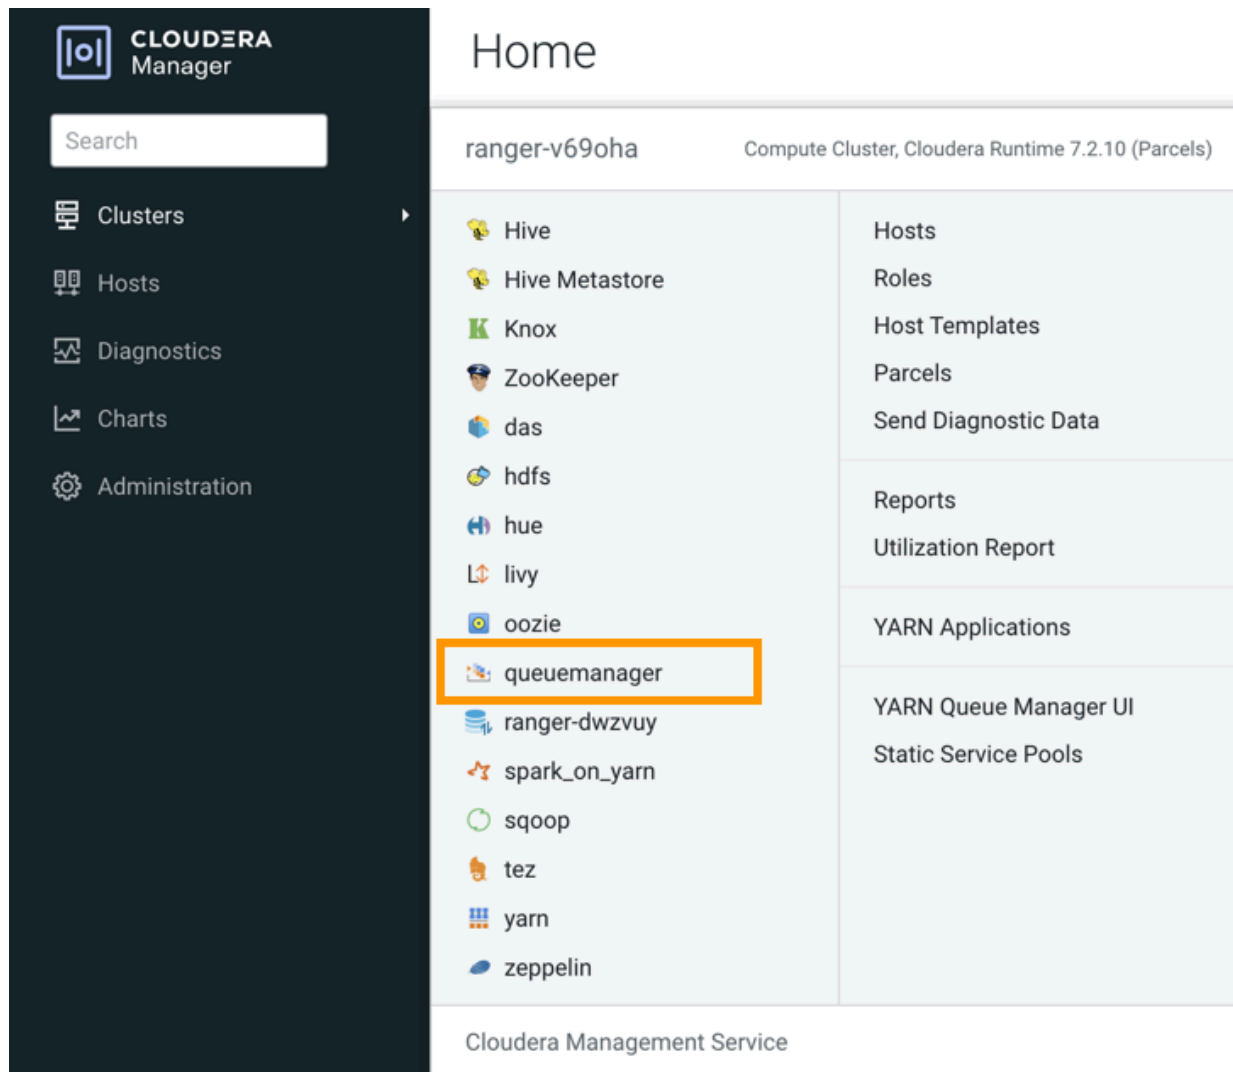 CLOUDERA
Manager
Search
Clusters
Hosts
Diagnostics
Charts
Administration
Home
ranger-v69oha
Compute Cluster, Cloudera Runtime 7.2.10 (Parcels)
Hive
Hive Metastore
Knox
ZooKeeper
das
hdfs
hue
livy
oozie
queuemanager
ranger-dwzvuy
spark_on_yarn
sqoop
tez
yarn
zeppelin
Hosts
Roles
Host Templates
Parcels
Send Diagnostic Data
Reports
Utilization Report
YARN Applications
YARN Queue Manager UI
Static Service Pools
Cloudera Management Service